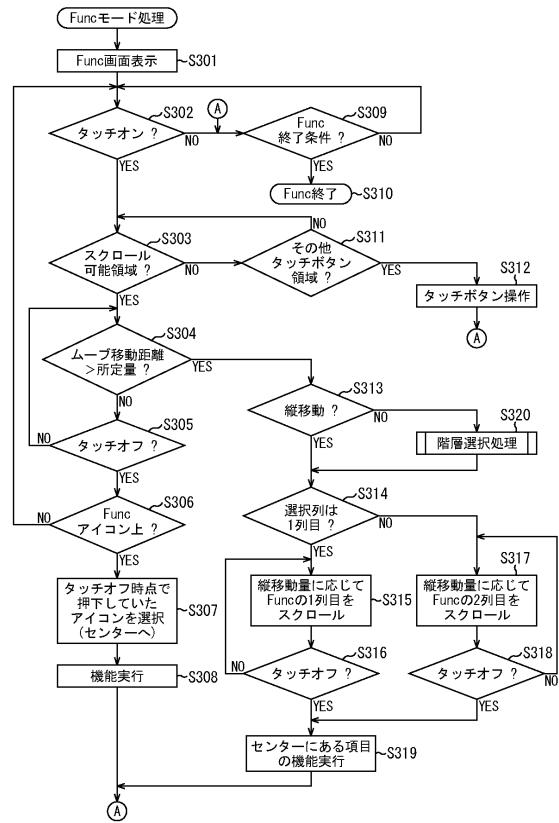 Funcモード処理
Func画面表示
S301
S302
タッチオン ?
YES
NO
A
S309
Func
終了条件 ?
NO
YES
Func終了
S310
S303
スクロール
可能領域 ?
NO
YES
S311
NO
その他
タッチボタン
領域 ?
YES
S312
タッチボタン操作
A
S304
ムーブ移動距離
>所定量 ?
YES
NO
S305
タッチオフ ?
NO
YES
S306
Func
アイコン上 ?
NO
YES
タッチオフ時点で
押下していた
アイコンを選択
(センターへ)
S307
機能実行
S308
S313
縦移動 ?
NO
YES
S320
階層選択処理
S314
選択列は
1列目 ?
NO
YES
縦移動量に応じて
Funcの1列目を
スクロール
S315
S317
縦移動量に応じて
Funcの2列目を
スクロール
S316
タッチオフ ?
NO
YES
S318
タッチオフ ?
NO
YES
センターにある項目
の機能実行
S319
A